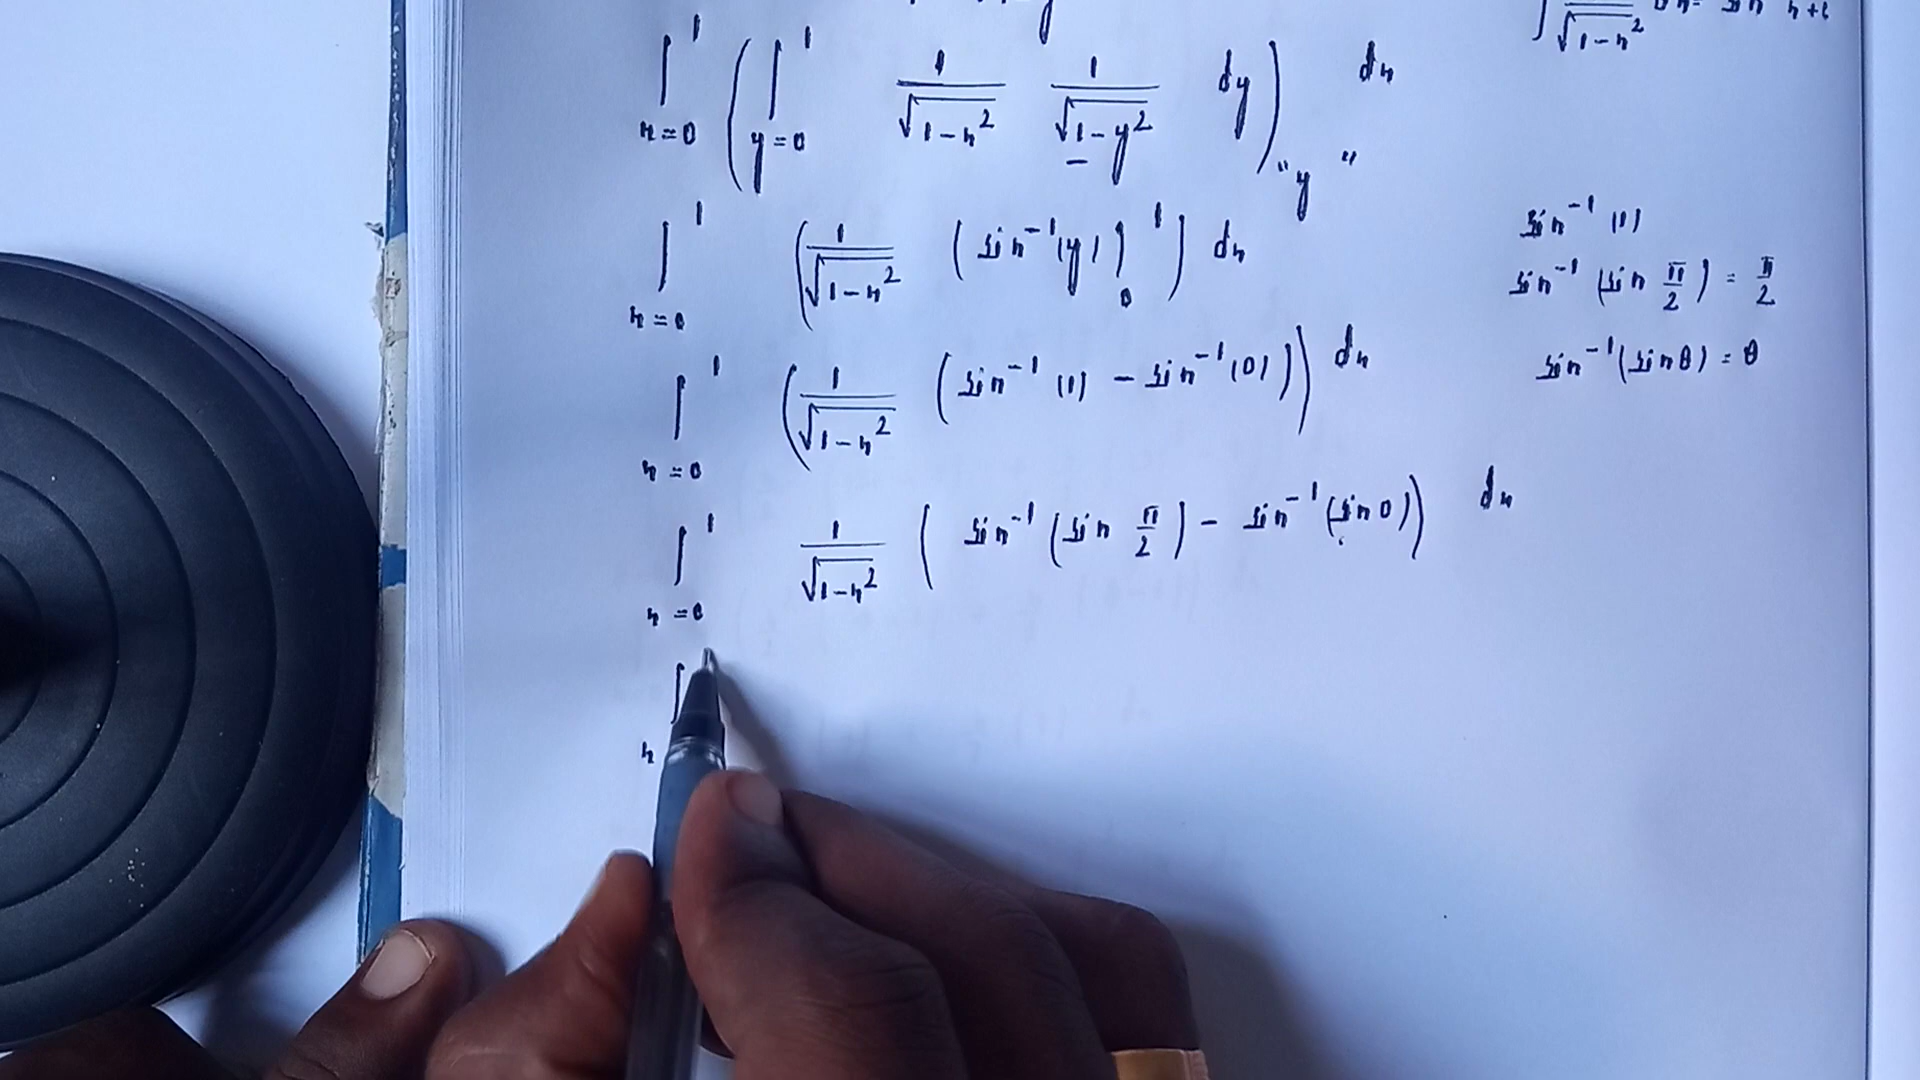 ∫ 1/√(1-x²) dx = sin x + c
∫_{x=0}^{1} ( ∫_{y=0}^{1} 1/√(1-x²) 1/√(1-y²) dy ) dx
"y"
∫_{x=0}^{1} ( 1/√(1-x²) ( sin⁻¹(y) )_0^1 ) dx
∫_{x=0}^{1} ( 1/√(1-x²) ( sin⁻¹(1) - sin⁻¹(0) ) ) dx
∫_{x=0}^{1} 1/√(1-x²) ( sin⁻¹(sin π/2) - sin⁻¹(sin 0) ) dx
∫ x
sin⁻¹(1)
sin⁻¹(sin π/2) = π/2
sin⁻¹(sin θ) = θ